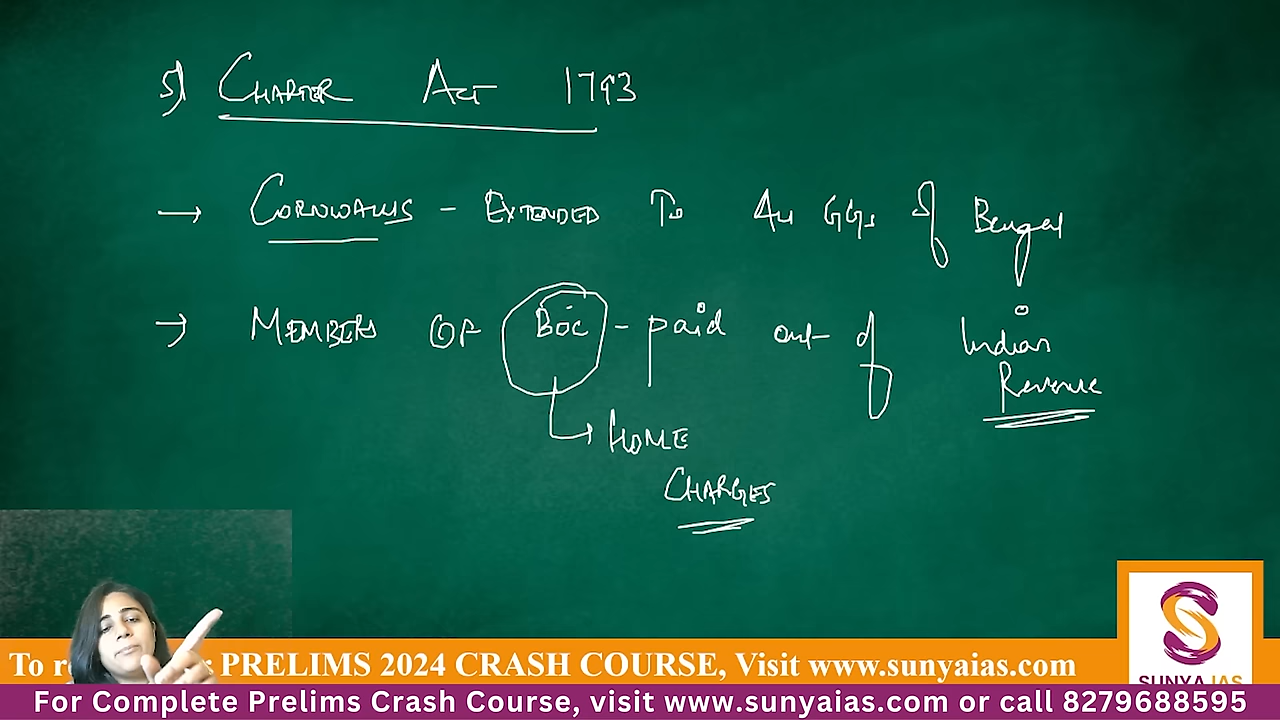 5) CHARTER ACT 1793
→ CORNWALLIS - EXTENDED TO All GGs of Bengal
→ MEMBERS OF BOC - paid out of Indian
Revenue
→ HOME
CHARGES
PRELIMS 2024 CRASH COURSE, Visit www.sunyaias.com
SUNYA IAS
For Complete Prelims Crash Course, visit www.sunyaias.com or call 8279688595